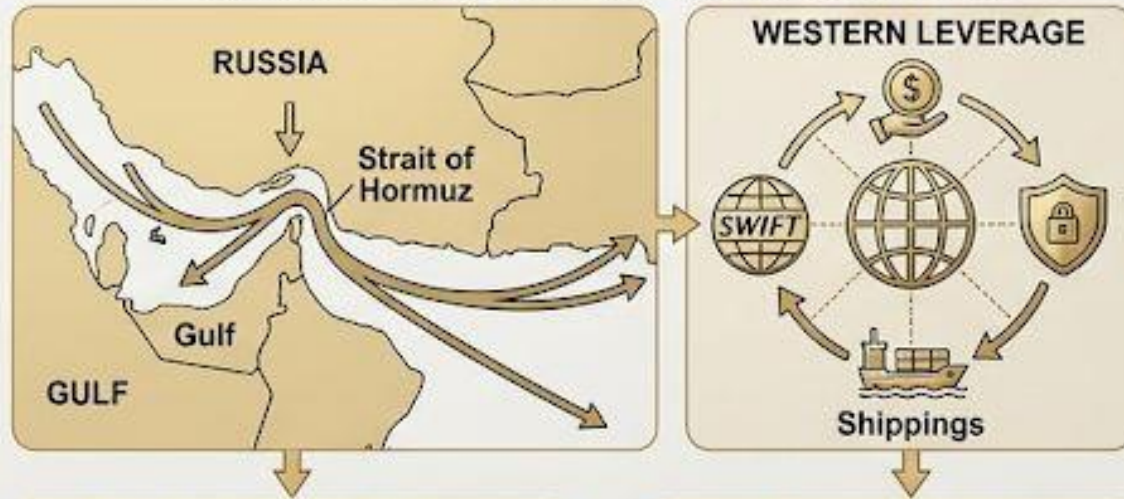 RUSSIA
Strait of
Hormuz
Gulf
GULF
WESTERN LEVERAGE
$
SWIFT
Shippings